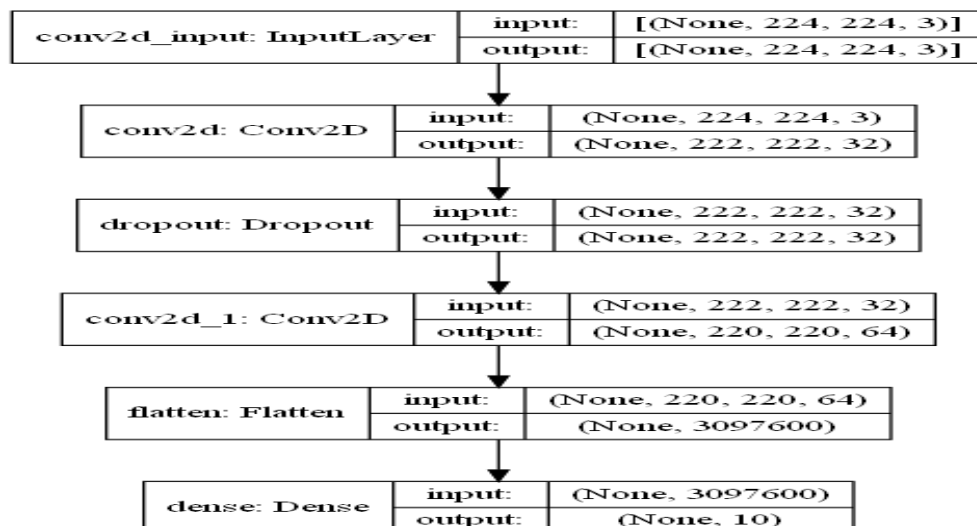 conv2d_input: InputLayer
input: [(None, 224, 224, 3)]
output: [(None, 224, 224, 3)]
conv2d: Conv2D
input: (None, 224, 224, 3)
output: (None, 222, 222, 32)
dropout: Dropout
input: (None, 222, 222, 32)
output: (None, 222, 222, 32)
conv2d_1: Conv2D
input: (None, 222, 222, 32)
output: (None, 220, 220, 64)
flatten: Flatten
input: (None, 220, 220, 64)
output: (None, 3097600)
dense: Dense
input: (None, 3097600)
output: (None, 10)